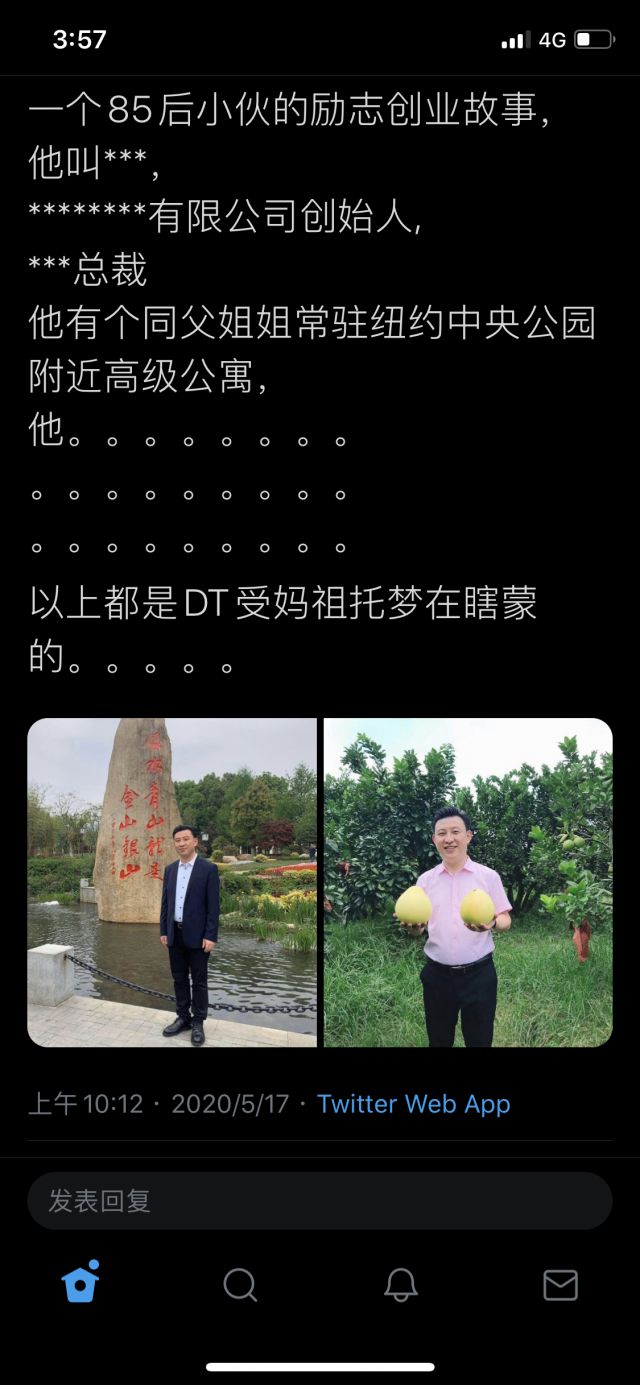 3:57
4G
一个85后小伙的励志创业故事，
他叫***，
********有限公司创始人,
***总裁
他有个同父姐姐常驻纽约中央公园
附近高级公寓，
他。。。。。。。。
。。。。。。。。。
。。。。。。。。。
以上都是DT受妈祖托梦在瞎蒙
的。。。。。
绿水青山就是
金山银山
上午10:12 · 2020/5/17 · Twitter Web App
发表回复